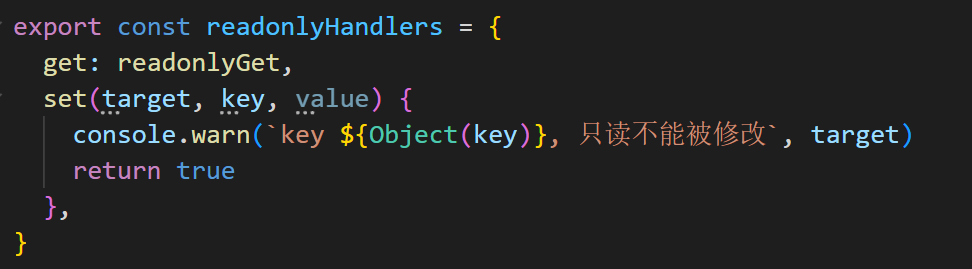 export const readonlyHandlers = {
  get: readonlyGet,
  set(target, key, value) {
    console.warn(`key ${Object(key)}, 只读不能被修改`, target)
    return true
  },
}